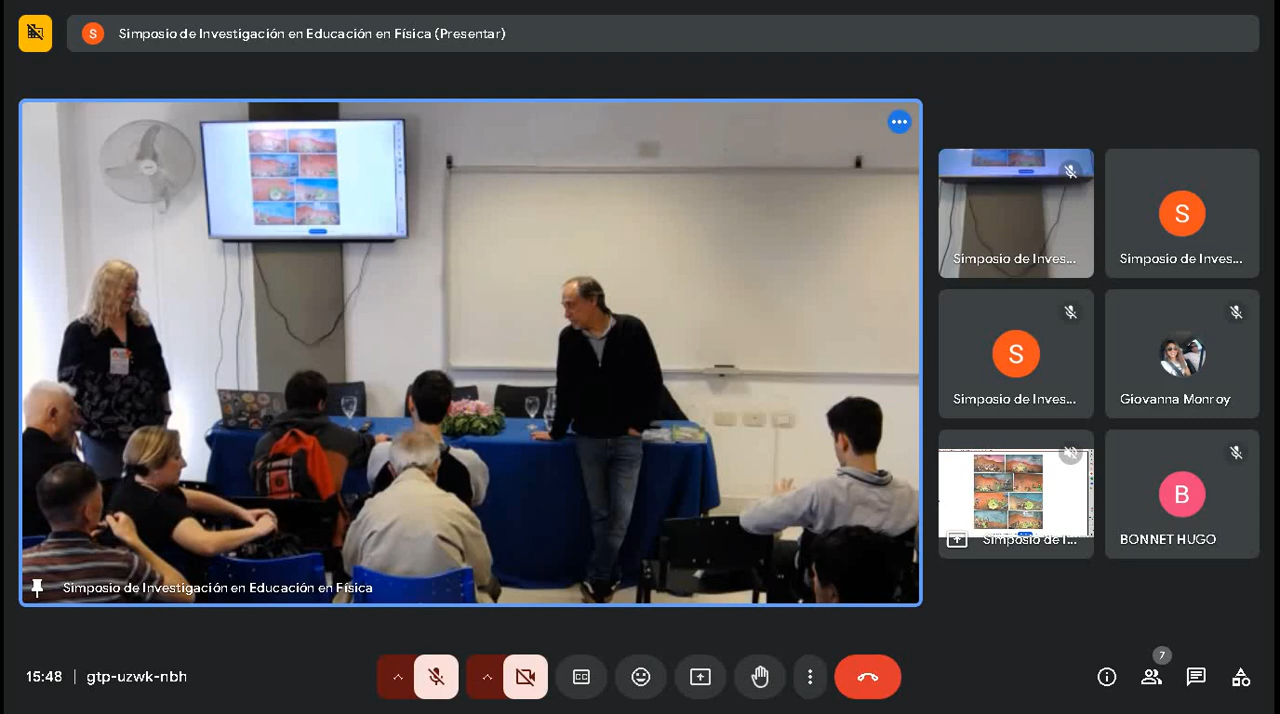 S Simposio de Investigación en Educación en Física (Presentar)
Simposio de Investigación en Educación en Física
Simposio de Inves...
S
Simposio de Inves...
S
Simposio de Inves...
Giovanna Monroy
Simposio de I...
B
BONNET HUGO
15:48 | gtp-uzwk-nbh
CC
7